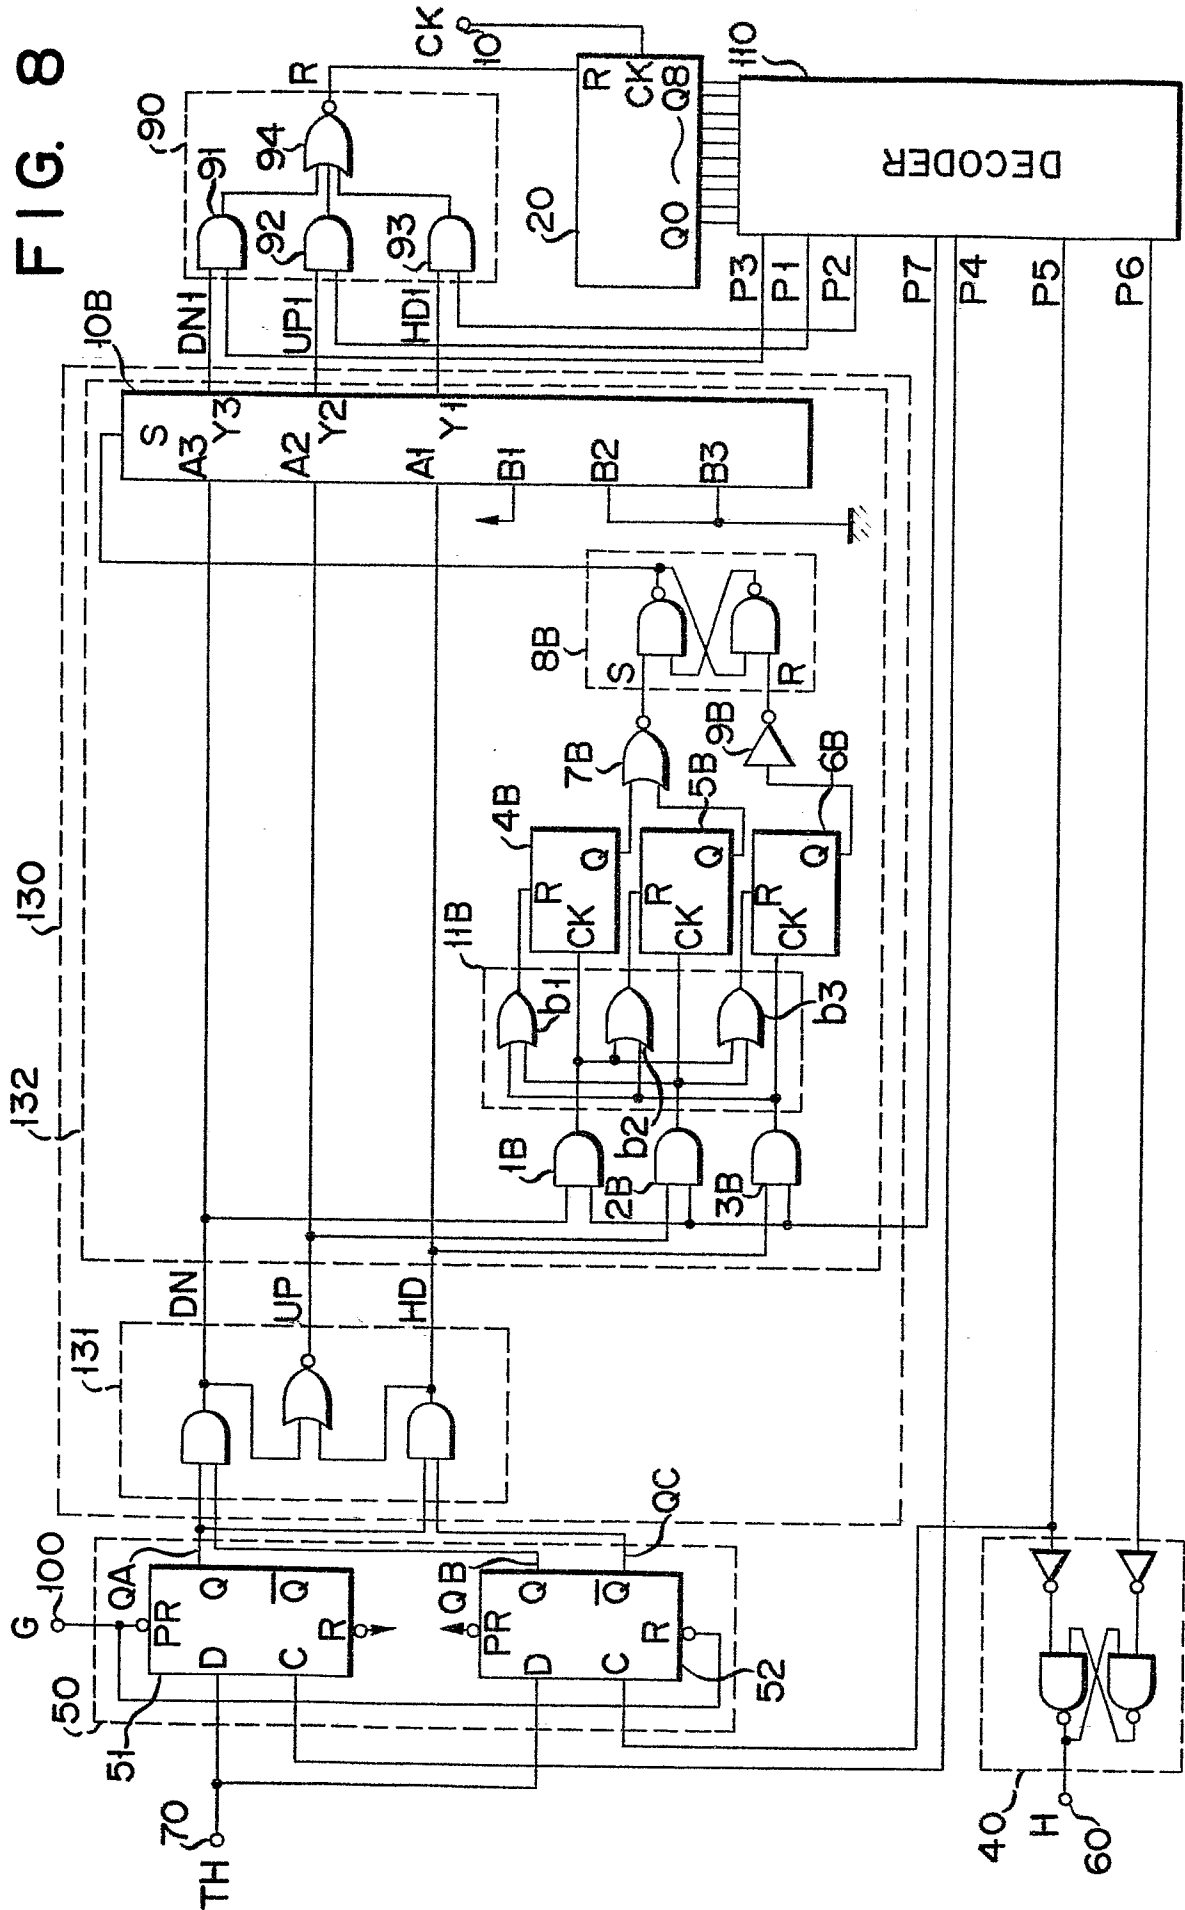 FIG. 8
130
132
131
50
G
100
51
TH
70
QA
PR
Q
D
Q
C
R
QB
PR
Q
D
Q
C
R
52
QC
DN
UP
HD
1B
2B
3B
11B
b1
b2
b3
4B
R
Q
CK
5B
R
Q
CK
6B
R
Q
CK
7B
9B
8B
S
R
10B
S
A3
Y3
A2
Y2
A1
Y1
B1
B2
B3
DN1
UP1
HD1
90
91
92
93
94
R
CK
10
20
R
CK
Q0
Q8
110
DECODER
P3
P1
P2
P7
P4
P5
P6
40
H
60